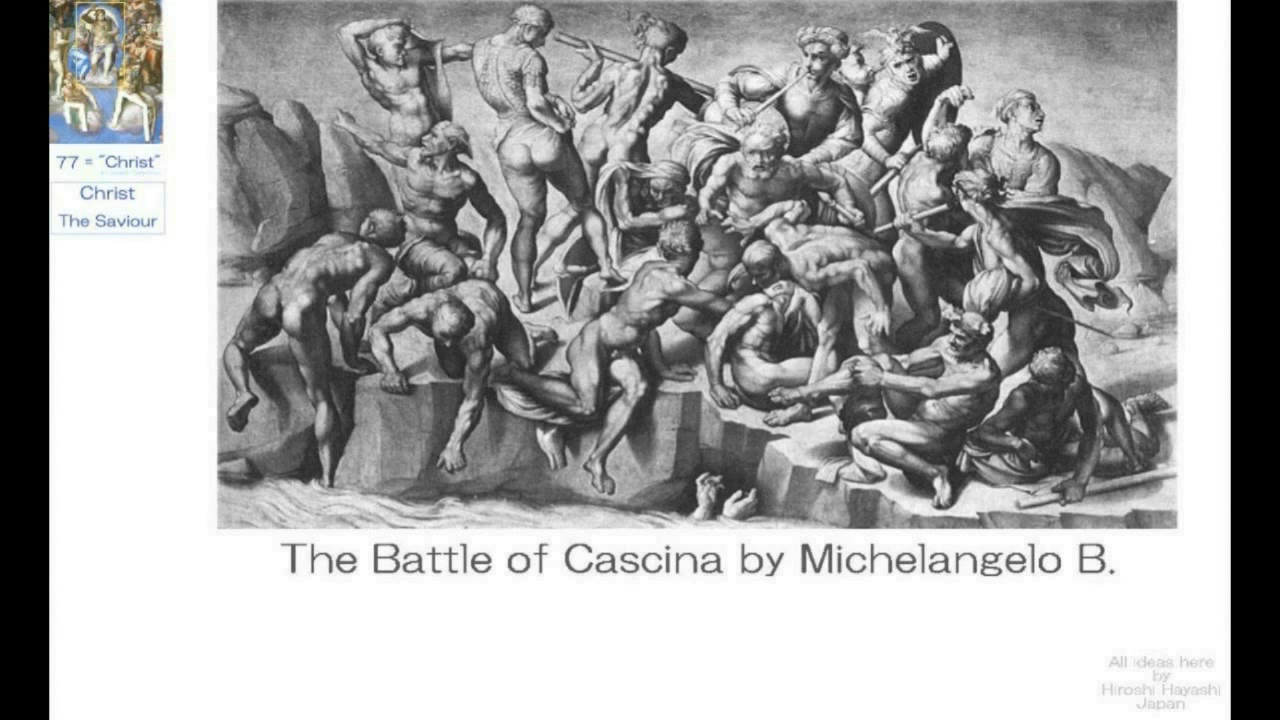 77 = "Christ"
Christ
The Saviour
The Battle of Cascina by Michelangelo B.
All ideas here
by
Hiroshi Hayashi
Japan